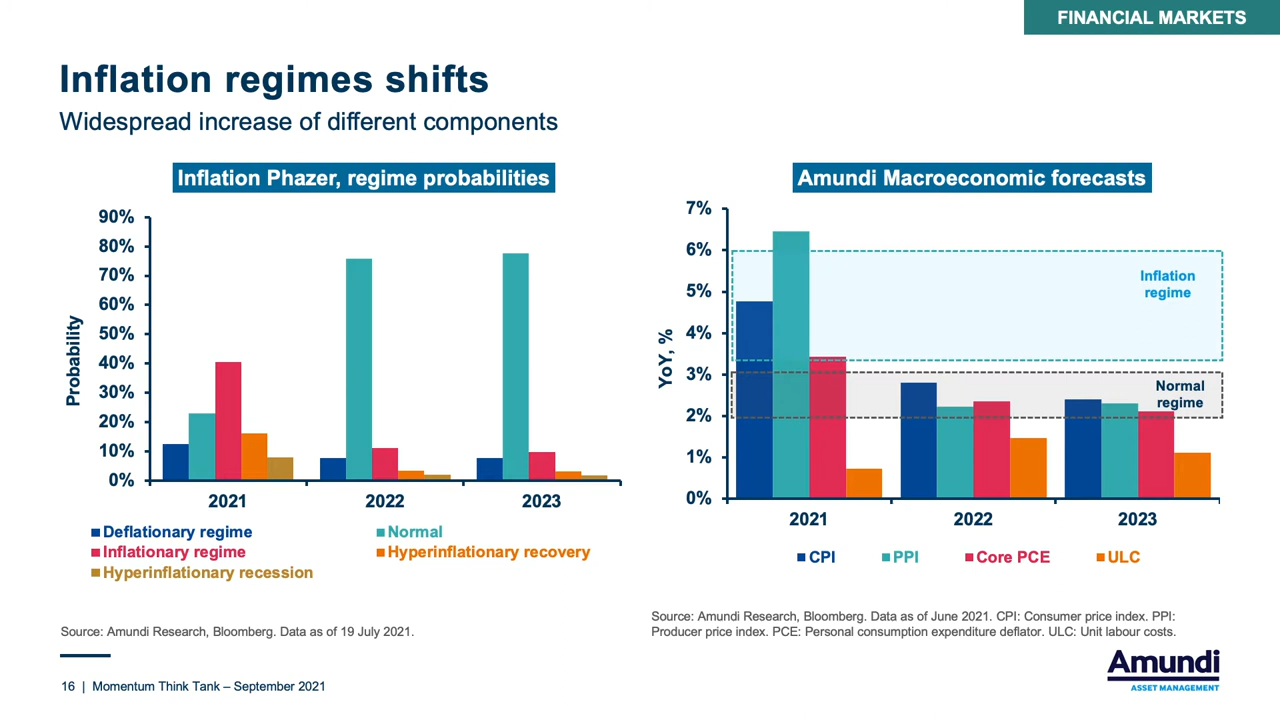 FINANCIAL MARKETS
Inflation regimes shifts
Widespread increase of different components
Inflation Phazer, regime probabilities
90%
80%
70%
60%
50%
40%
30%
20%
10%
0%
Probability
2021
2022
2023
Deflationary regime
Normal
Inflationary regime
Hyperinflationary recovery
Hyperinflationary recession
Source: Amundi Research, Bloomberg. Data as of 19 July 2021.
Amundi Macroeconomic forecasts
7%
6%
5%
4%
3%
2%
1%
0%
YoY, %
Inflation
regime
Normal
regime
2021
2022
2023
CPI
PPI
Core PCE
ULC
Source: Amundi Research, Bloomberg. Data as of June 2021. CPI: Consumer price index. PPI:
Producer price index. PCE: Personal consumption expenditure deflator. ULC: Unit labour costs.
16 | Momentum Think Tank – September 2021
Amundi
ASSET MANAGEMENT